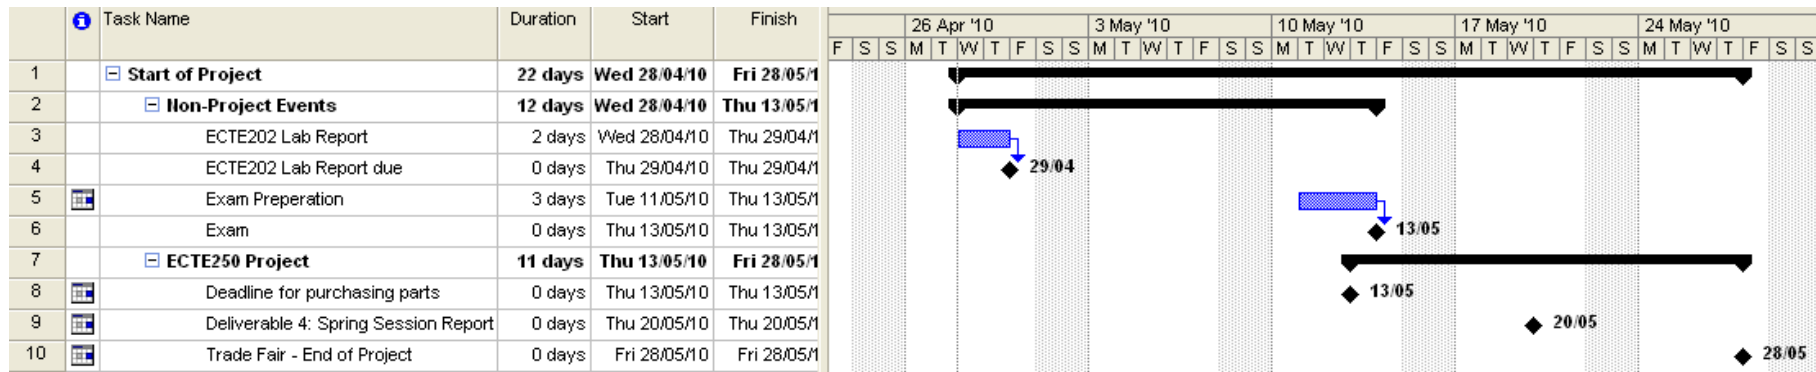 Task Name Duration Start Finish 26 Apr '10 3 May '10 10 May '10 17 May '10 24 May '10
F S S M T W T F S S M T W T F S S M T W T F S S M T W T F S S M T W T F S S
1 Start of Project 22 days Wed 28/04/10 Fri 28/05/1
2 Non-Project Events 12 days Wed 28/04/10 Thu 13/05/1
3 ECTE202 Lab Report 2 days Wed 28/04/10 Thu 29/04/1
4 ECTE202 Lab Report due 0 days Thu 29/04/10 Thu 29/04/1 29/04
5 Exam Preperation 3 days Tue 11/05/10 Thu 13/05/1
6 Exam 0 days Thu 13/05/10 Thu 13/05/1 13/05
7 ECTE250 Project 11 days Thu 13/05/10 Fri 28/05/1
8 Deadline for purchasing parts 0 days Thu 13/05/10 Thu 13/05/1 13/05
9 Deliverable 4: Spring Session Report 0 days Thu 20/05/10 Thu 20/05/1 20/05
10 Trade Fair - End of Project 0 days Fri 28/05/10 Fri 28/05/1 28/05